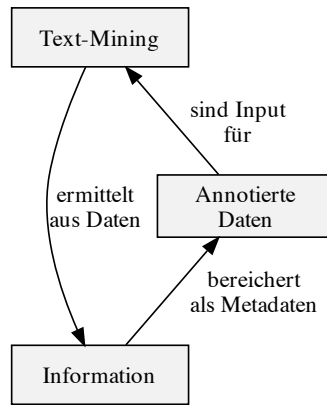 Text-Mining
sind Input
für
Annotierte
Daten
ermittelt
aus Daten
bereichert
als Metadaten
Information